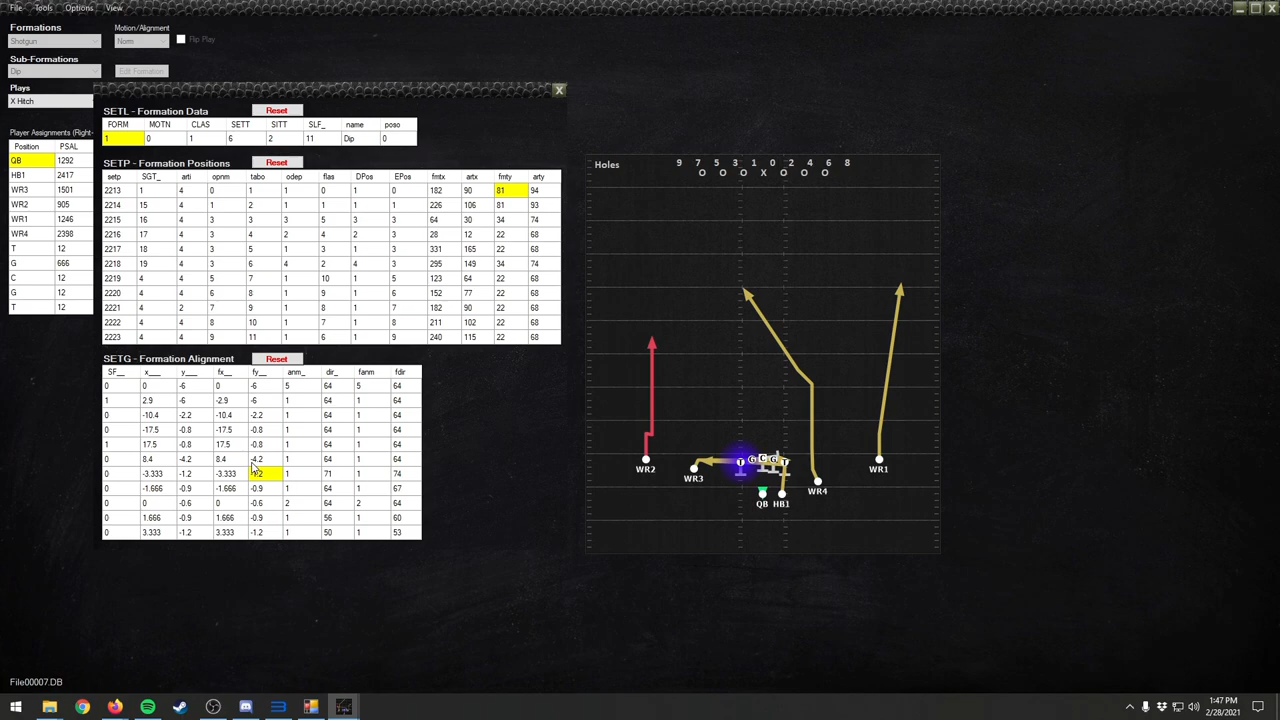 File Tools Options View
Formations Motion/Alignment
Shotgun Norm Flip Play
Sub-Formations
Dip Edit Formation
Plays
X Hitch
Player Assignments (Right-
Position PSAL
QB 1292
HB1 2417
WR3 1501
WR2 905
WR1 1246
WR4 2398
T 12
G 666
C 12
G 12
T 12
X
SETL - Formation Data Reset
FORM MOTN CLAS SETT SITT SLF_ name poso
1 0 1 6 2 11 Dip 0
SETP - Formation Positions Reset
setp SGT_ arti opnm tabo odep flas DPos EPos fmtx artx fmty arty
2213 1 4 0 1 1 0 1 0 182 90 81 94
2214 15 4 1 2 1 1 1 1 226 106 81 93
2215 16 4 3 3 3 5 3 3 64 30 34 74
2216 17 4 3 4 2 4 2 3 28 12 22 68
2217 18 4 3 5 1 3 1 3 331 165 22 68
2218 19 4 3 6 4 2 4 3 295 149 34 74
2219 4 4 5 7 1 10 1 5 123 64 22 68
2220 4 4 6 8 1 9 1 6 152 77 22 68
2221 4 2 7 9 1 8 1 7 182 90 22 68
2222 4 4 8 10 1 7 1 8 211 102 22 68
2223 4 4 9 11 1 6 1 9 240 115 22 68
SETG - Formation Alignment Reset
SF__ x___ y___ fx__ fy__ anm_ dir_ fanm fdir
0 0 -6 0 -6 5 64 5 64
1 2.9 -6 -2.9 -6 1 64 1 64
0 -10.4 -2.2 -10.4 -2.2 1 64 1 64
0 -17.5 -0.8 -17.5 -0.8 1 64 1 64
1 17.5 -0.8 17.5 -0.8 1 64 1 64
0 8.4 -4.2 8.4 -4.2 1 64 1 64
0 -3.333 -1.2 -3.333 -1.2 1 71 1 74
0 -1.666 -0.9 -1.666 -0.9 1 64 1 67
0 0 -0.6 0 -0.6 2 64 2 64
0 1.666 -0.9 1.666 -0.9 1 56 1 60
0 3.333 -1.2 3.333 -1.2 1 50 1 53
Holes 9 7 5 3 1 0 2 4 6 8
O O X O O O
T G C G T
WR2 WR3 WR1
WR4
QB HB1
File00007.DB
1:47 PM
2/28/2021